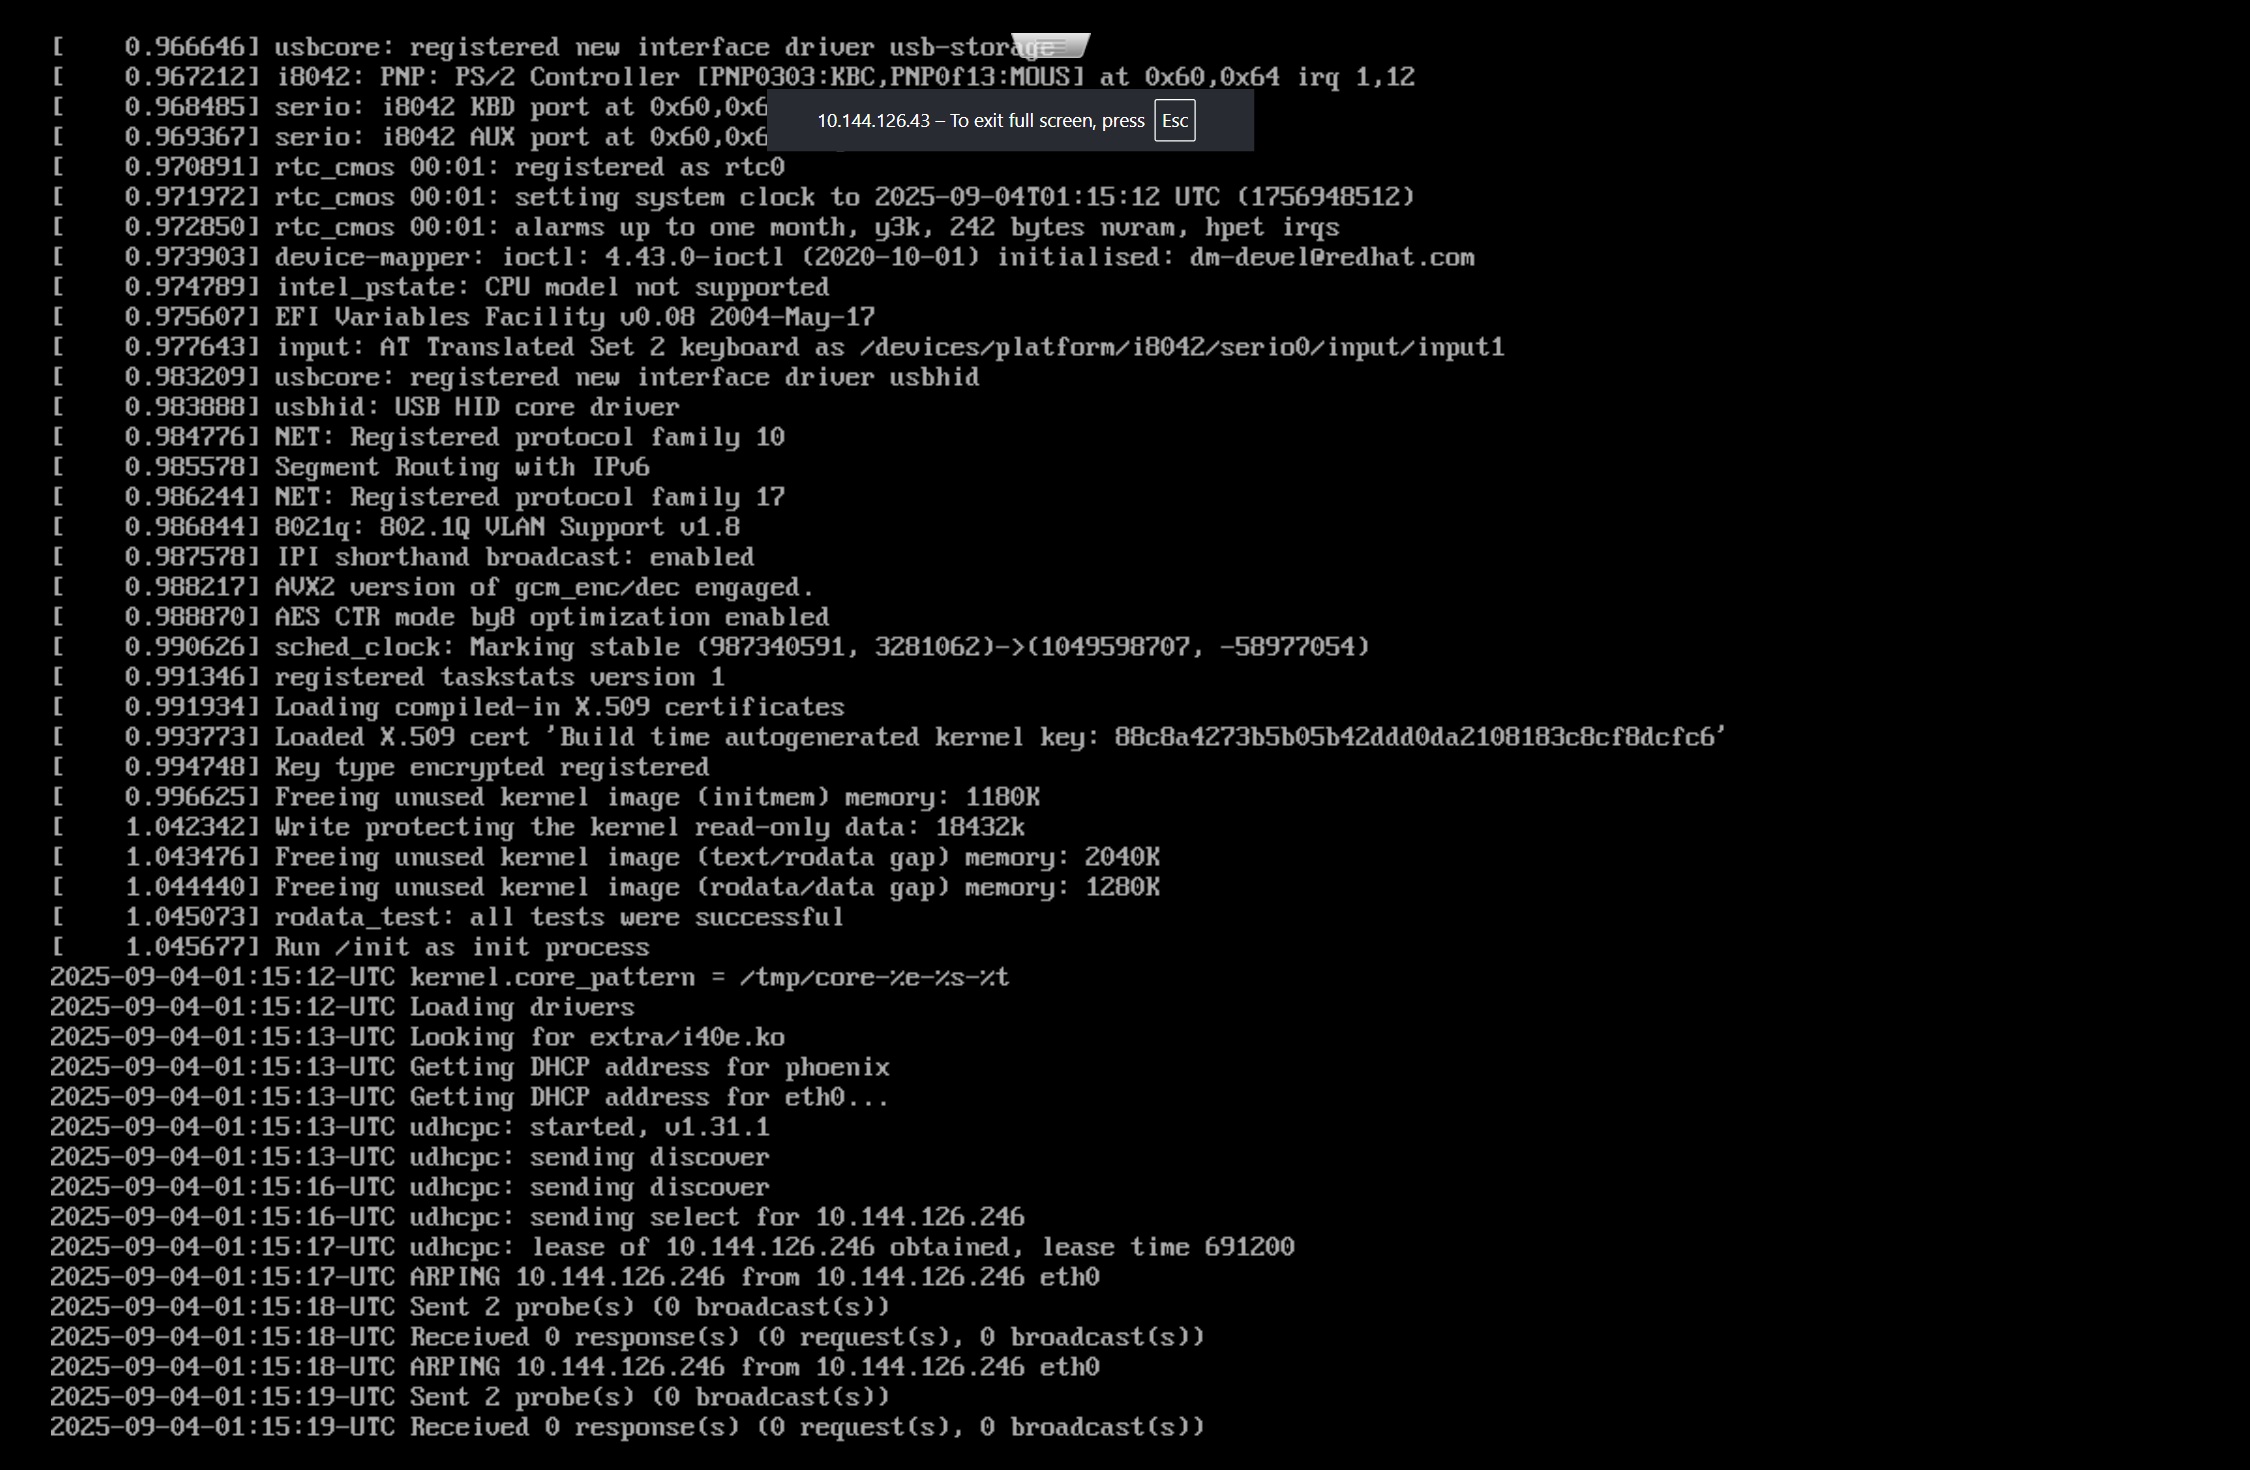 [    0.966646] usbcore: registered new interface driver usb-storage
[    0.967212] i8042: PNP: PS/2 Controller [PNP0303:KBC,PNP0f13:MOUS] at 0x60,0x64 irq 1,12
[    0.968485] serio: i8042 KBD port at 0x60,0x6
10.144.126.43 – To exit full screen, press Esc
[    0.969367] serio: i8042 AUX port at 0x60,0x6
[    0.970891] rtc_cmos 00:01: registered as rtc0
[    0.971972] rtc_cmos 00:01: setting system clock to 2025-09-04T01:15:12 UTC (1756948512)
[    0.972850] rtc_cmos 00:01: alarms up to one month, y3k, 242 bytes nvram, hpet irqs
[    0.973903] device-mapper: ioctl: 4.43.0-ioctl (2020-10-01) initialised: dm-devel@redhat.com
[    0.974789] intel_pstate: CPU model not supported
[    0.975607] EFI Variables Facility v0.08 2004-May-17
[    0.977643] input: AT Translated Set 2 keyboard as /devices/platform/i8042/serio0/input/input1
[    0.983209] usbcore: registered new interface driver usbhid
[    0.983888] usbhid: USB HID core driver
[    0.984776] NET: Registered protocol family 10
[    0.985578] Segment Routing with IPv6
[    0.986244] NET: Registered protocol family 17
[    0.986844] 8021q: 802.1Q VLAN Support v1.8
[    0.987578] IPI shorthand broadcast: enabled
[    0.988217] AVX2 version of gcm_enc/dec engaged.
[    0.988870] AES CTR mode by8 optimization enabled
[    0.990626] sched_clock: Marking stable (987340591, 3281062)->(1049598707, -58977054)
[    0.991346] registered taskstats version 1
[    0.991934] Loading compiled-in X.509 certificates
[    0.993773] Loaded X.509 cert 'Build time autogenerated kernel key: 88c8a4273b5b05b42ddd0da2108183c8cf8dcfc6'
[    0.994748] Key type encrypted registered
[    0.996625] Freeing unused kernel image (initmem) memory: 1180K
[    1.042342] Write protecting the kernel read-only data: 18432k
[    1.043476] Freeing unused kernel image (text/rodata gap) memory: 2040K
[    1.044440] Freeing unused kernel image (rodata/data gap) memory: 1280K
[    1.045073] rodata_test: all tests were successful
[    1.045677] Run /init as init process
2025-09-04-01:15:12-UTC kernel.core_pattern = /tmp/core-%e-%s-%t
2025-09-04-01:15:12-UTC Loading drivers
2025-09-04-01:15:13-UTC Looking for extra/i40e.ko
2025-09-04-01:15:13-UTC Getting DHCP address for phoenix
2025-09-04-01:15:13-UTC Getting DHCP address for eth0...
2025-09-04-01:15:13-UTC udhcpc: started, v1.31.1
2025-09-04-01:15:13-UTC udhcpc: sending discover
2025-09-04-01:15:16-UTC udhcpc: sending discover
2025-09-04-01:15:16-UTC udhcpc: sending select for 10.144.126.246
2025-09-04-01:15:17-UTC udhcpc: lease of 10.144.126.246 obtained, lease time 691200
2025-09-04-01:15:17-UTC ARPING 10.144.126.246 from 10.144.126.246 eth0
2025-09-04-01:15:18-UTC Sent 2 probe(s) (0 broadcast(s))
2025-09-04-01:15:18-UTC Received 0 response(s) (0 request(s), 0 broadcast(s))
2025-09-04-01:15:18-UTC ARPING 10.144.126.246 from 10.144.126.246 eth0
2025-09-04-01:15:19-UTC Sent 2 probe(s) (0 broadcast(s))
2025-09-04-01:15:19-UTC Received 0 response(s) (0 request(s), 0 broadcast(s))